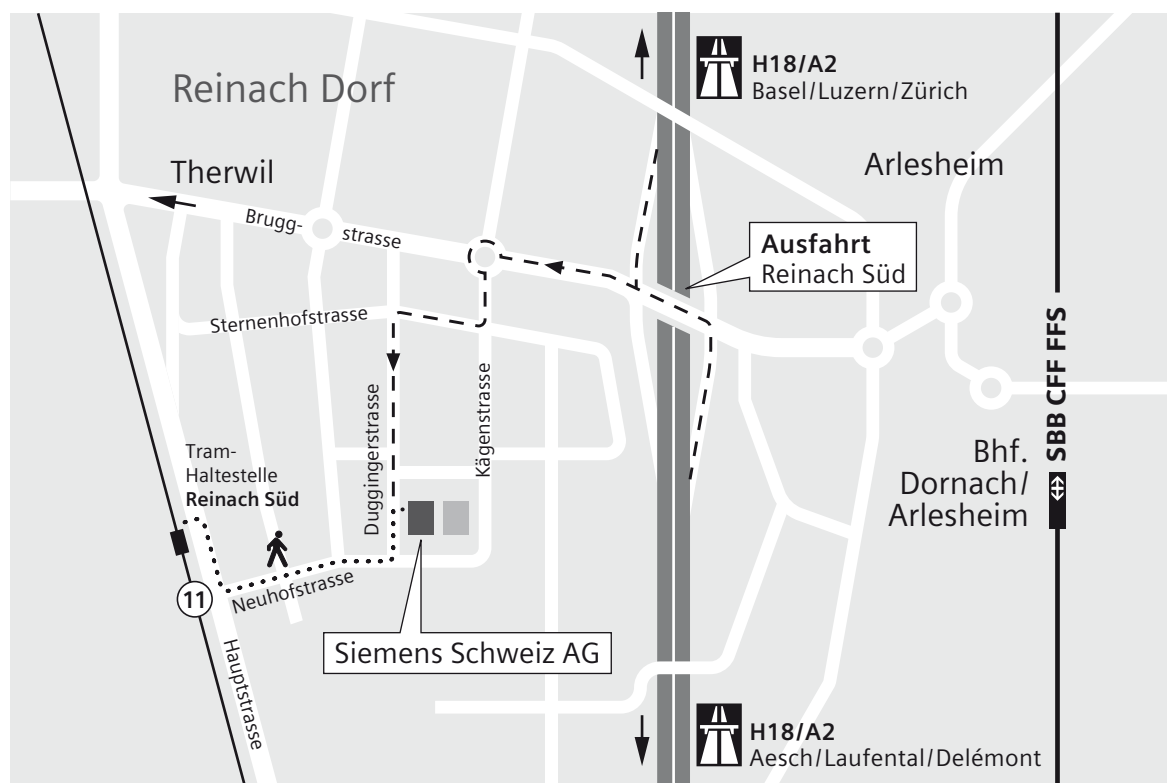 H18/A2
Basel/Luzern/Zürich
Reinach Dorf
Therwil
Arlesheim
Brugg-
strasse
Ausfahrt
Reinach Süd
Sternenhofstrasse
SBB CFF FFS
Duggingerstrasse
Kägenstrasse
Tram-
Haltestelle
Reinach Süd
Bhf.
Dornach/
Arlesheim
11
Neuhofstrasse
Siemens Schweiz AG
Hauptstrasse
H18/A2
Aesch/Laufental/Delémont